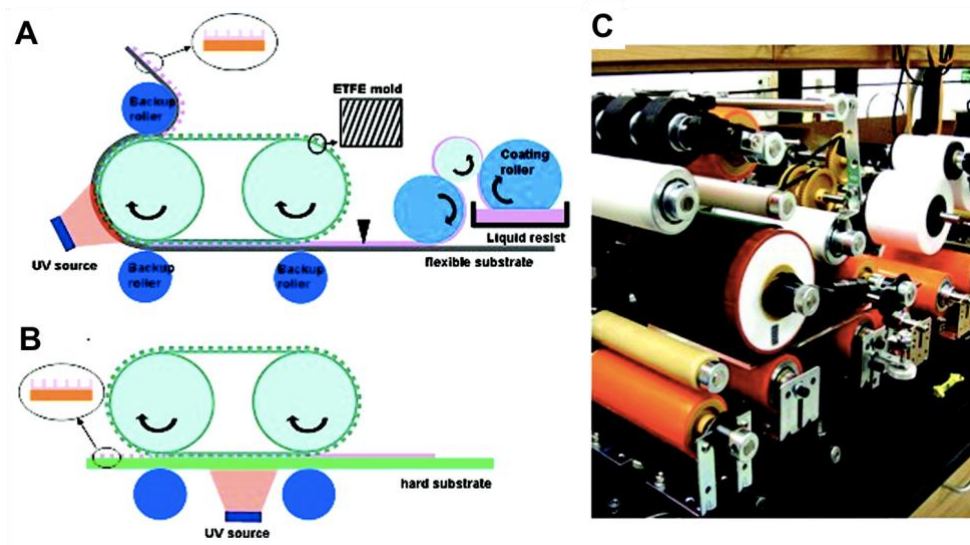 A
Backup
roller
ETFE mold
Coating
roller
Liquid resist
UV source
Backup
roller
Backup
roller
flexible substrate
B
hard substrate
UV source
C